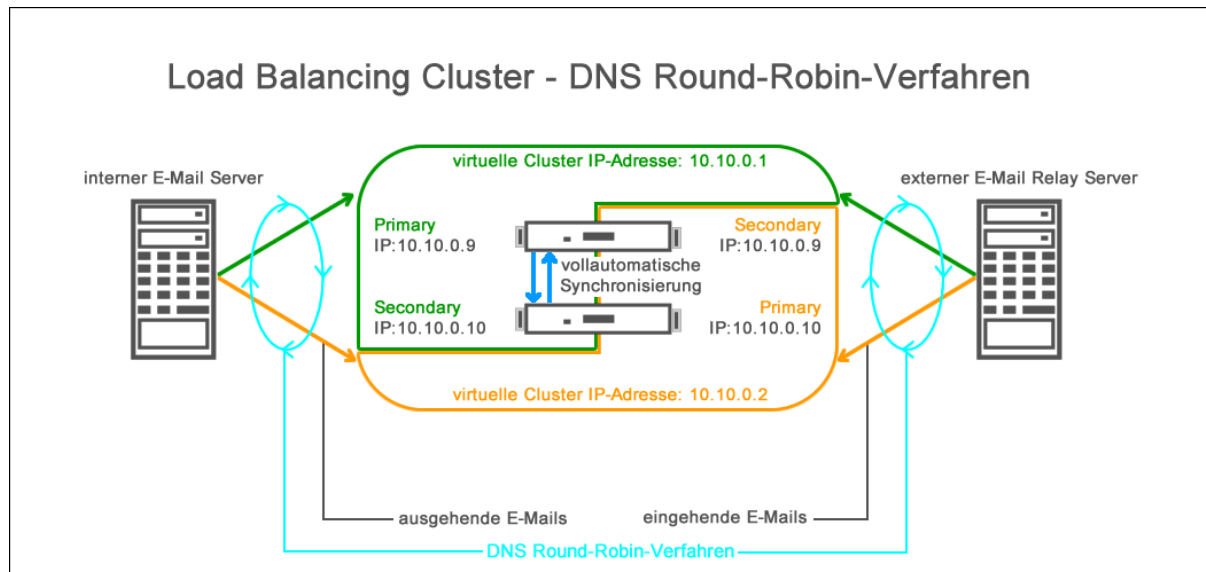 Load Balancing Cluster - DNS Round-Robin-Verfahren
virtuelle Cluster IP-Adresse: 10.10.0.1
interner E-Mail Server
externer E-Mail Relay Server
Primary
IP:10.10.0.9
Secondary
IP:10.10.0.9
vollautomatische
Synchronisierung
Secondary
IP:10.10.0.10
Primary
IP:10.10.0.10
virtuelle Cluster IP-Adresse: 10.10.0.2
ausgehende E-Mails
eingehende E-Mails
DNS Round-Robin-Verfahren